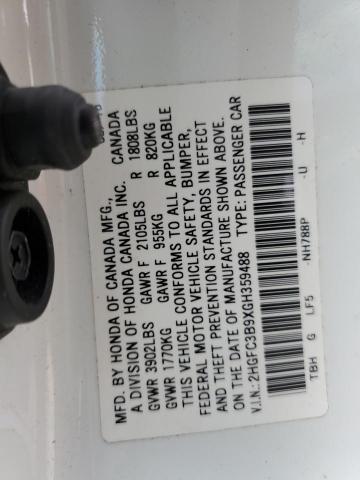 MFD. BY HONDA OF CANADA MFG., CANADA
A DIVISION OF HONDA CANADA INC.
GVWR 3902LBS GAWR F 2105LBS R 1808LBS
GVWR 1770KG GAWR F 955KG R 820KG
THIS VEHICLE CONFORMS TO ALL APPLICABLE
FEDERAL MOTOR VEHICLE SAFETY, BUMPER,
AND THEFT PREVENTION STANDARDS IN EFFECT
ON THE DATE OF MANUFACTURE SHOWN ABOVE.
V.I.N.:2HGFC3B9XGH359488 TYPE: PASSENGER CAR
TBH G LF5 -NH788P -U -H